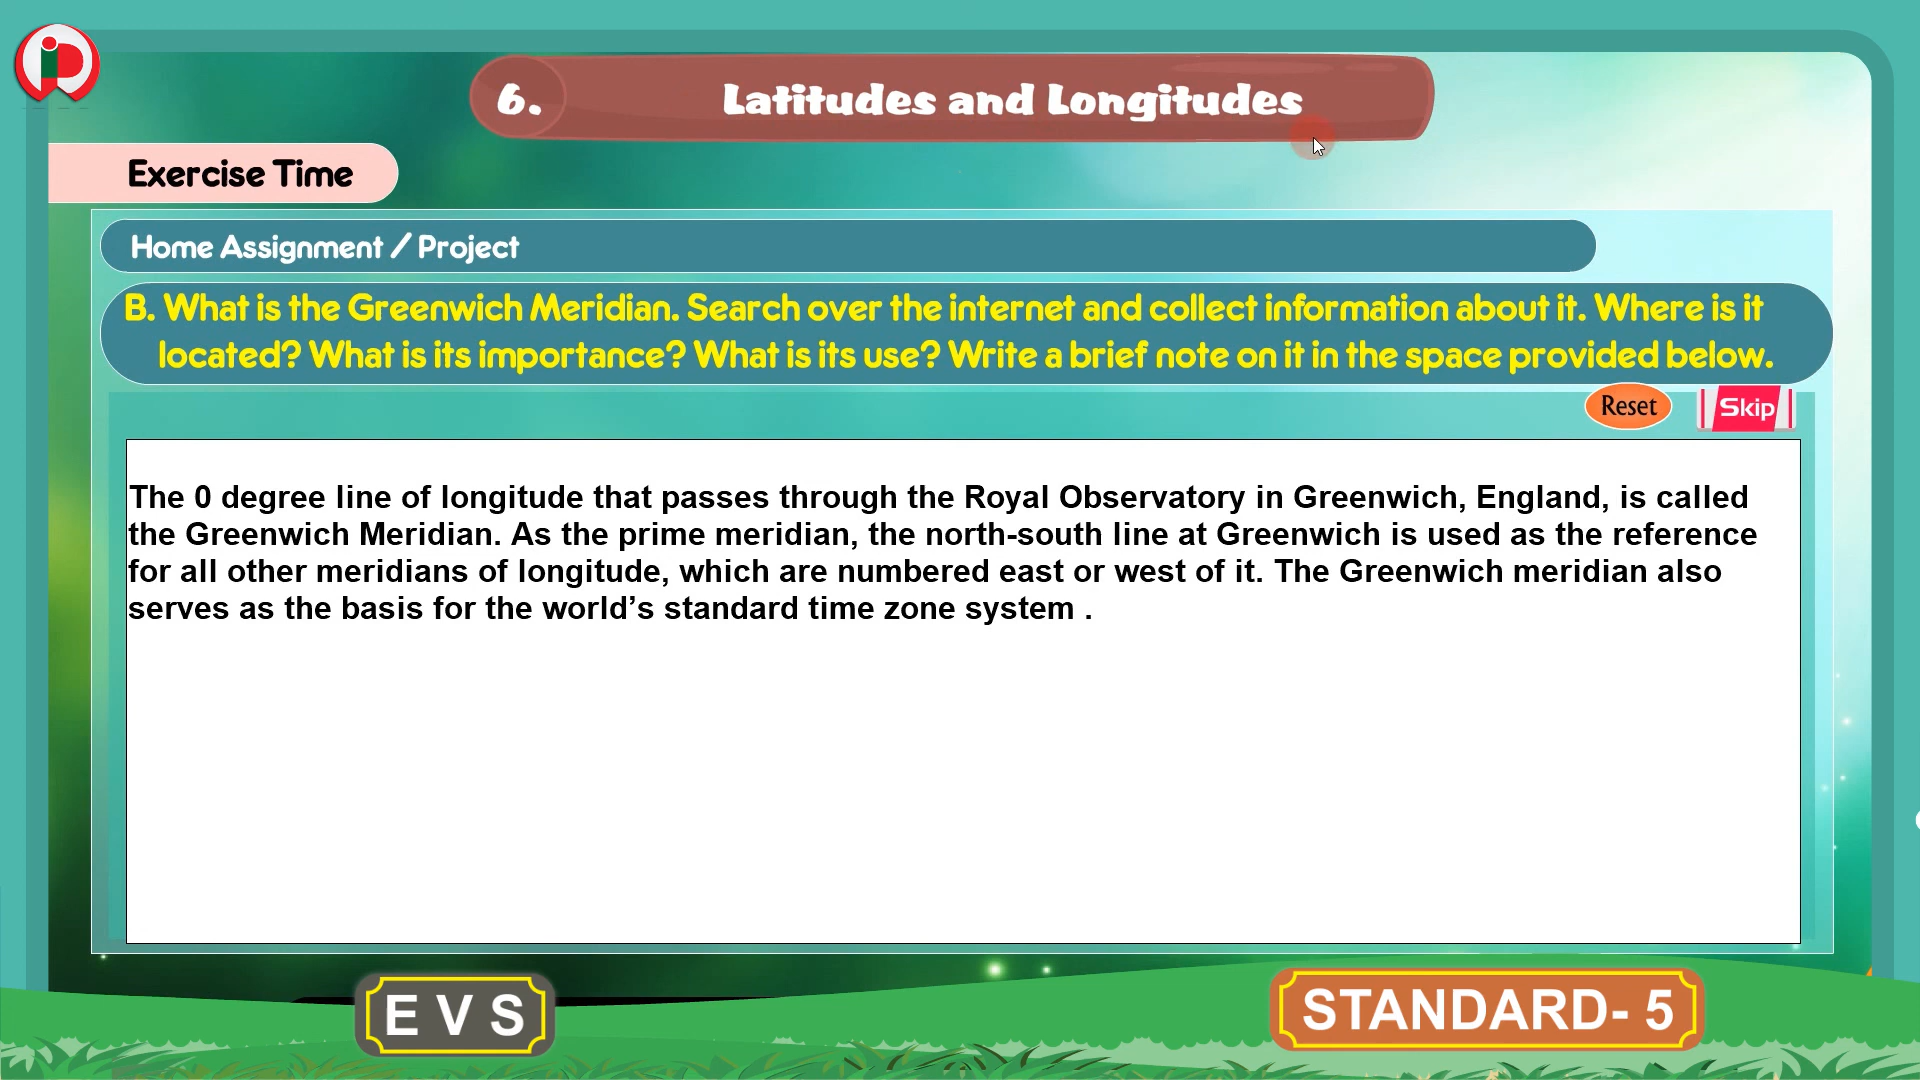 6. Latitudes and Longitudes
Exercise Time
Home Assignment / Project
B. What is the Greenwich Meridian. Search over the internet and collect information about it. Where is it
located? What is its importance? What is its use? Write a brief note on it in the space provided below.
Reset Skip
The 0 degree line of longitude that passes through the Royal Observatory in Greenwich, England, is called
the Greenwich Meridian. As the prime meridian, the north-south line at Greenwich is used as the reference
for all other meridians of longitude, which are numbered east or west of it. The Greenwich meridian also
serves as the basis for the world’s standard time zone system .
E V S
STANDARD- 5